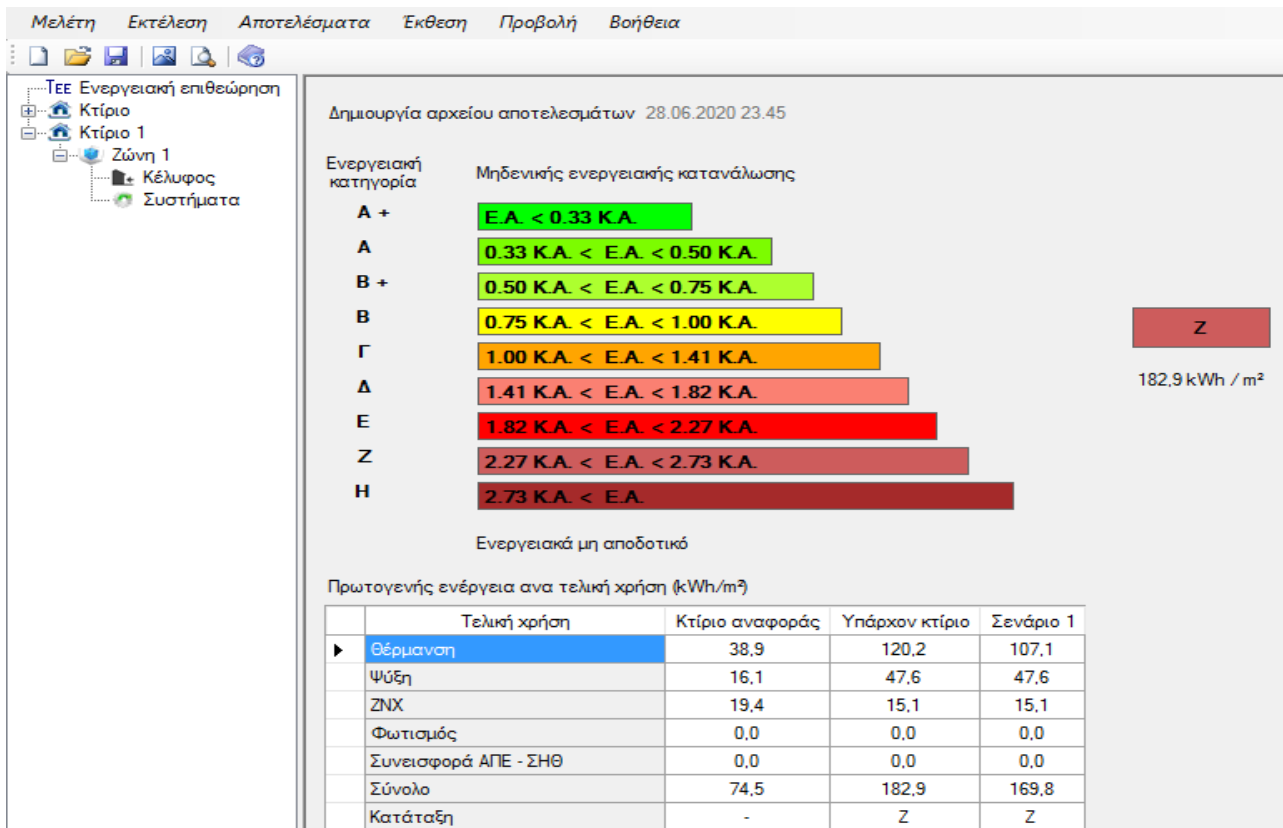 Μελέτη Εκτέλεση Αποτελέσματα Έκθεση Προβολή Βοήθεια
ΤΕΕ Ενεργειακή επιθεώρηση
Κτίριο
Κτίριο 1
Ζώνη 1
Κέλυφος
Συστήματα
Δημιουργία αρχείου αποτελεσμάτων 28.06.2020 23.45
Ενεργειακή κατηγορία
Μηδενικής ενεργειακής κατανάλωσης
Α + Ε.Α. < 0.33 Κ.Α.
Α 0.33 Κ.Α. < Ε.Α. < 0.50 Κ.Α.
Β + 0.50 Κ.Α. < Ε.Α. < 0.75 Κ.Α.
Β 0.75 Κ.Α. < Ε.Α. < 1.00 Κ.Α.
Γ 1.00 Κ.Α. < Ε.Α. < 1.41 Κ.Α.
Δ 1.41 Κ.Α. < Ε.Α. < 1.82 Κ.Α.
Ε 1.82 Κ.Α. < Ε.Α. < 2.27 Κ.Α.
Ζ 2.27 Κ.Α. < Ε.Α. < 2.73 Κ.Α.
Η 2.73 Κ.Α. < Ε.Α.
Ζ
182,9 kWh / m²
Ενεργειακά μη αποδοτικό
Πρωτογενής ενέργεια ανα τελική χρήση (kWh/m²)
Τελική χρήση Κτίριο αναφοράς Υπάρχον κτίριο Σενάριο 1
Θέρμανση 38,9 120,2 107,1
Ψύξη 16,1 47,6 47,6
ΖΝΧ 19,4 15,1 15,1
Φωτισμός 0,0 0,0 0,0
Συνεισφορά ΑΠΕ - ΣΗΘ 0,0 0,0 0,0
Σύνολο 74,5 182,9 169,8
Κατάταξη - Ζ Ζ